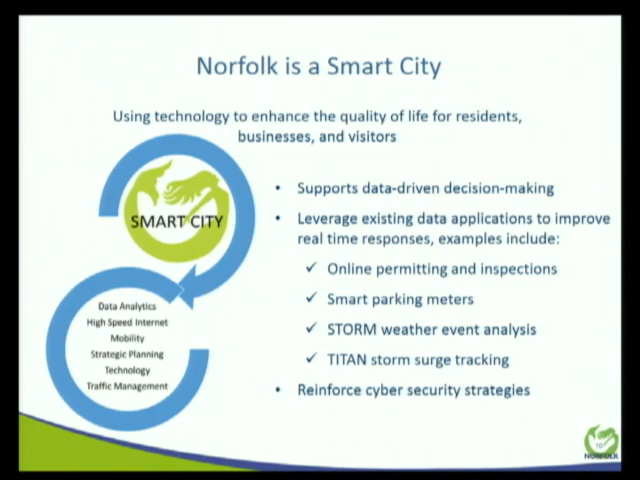 Norfolk is a Smart City
Using technology to enhance the quality of life for residents,
businesses, and visitors
SMART CITY
• Supports data-driven decision-making
• Leverage existing data applications to improve
real time responses, examples include:
✓ Online permitting and inspections
✓ Smart parking meters
✓ STORM weather event analysis
✓ TITAN storm surge tracking
• Reinforce cyber security strategies
Data Analytics
High Speed Internet
Mobility
Strategic Planning
Technology
Traffic Management
10
NORFOLK